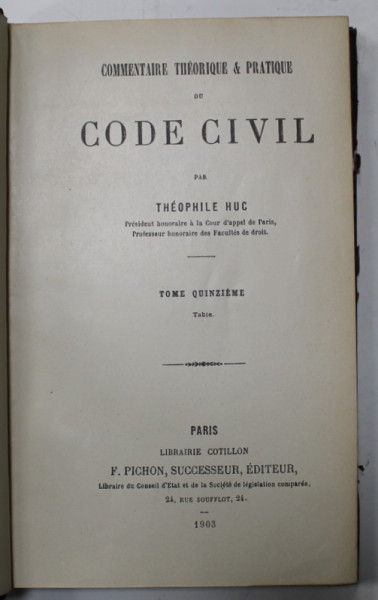 COMMENTAIRE THÉORIQUE & PRATIQUE
DU
CODE CIVIL
PAR
THÉOPHILE HUC
Président honoraire à la Cour d'appel de Paris,
Professeur honoraire des Facultés de droit.
TOME QUINZIÈME
Table.
PARIS
LIBRAIRIE COTILLON
F. PICHON, SUCCESSEUR, ÉDITEUR,
Libraire du Conseil d'Etat et de la Société de législation comparée,
24, RUE SOUFFLOT, 24.
1903